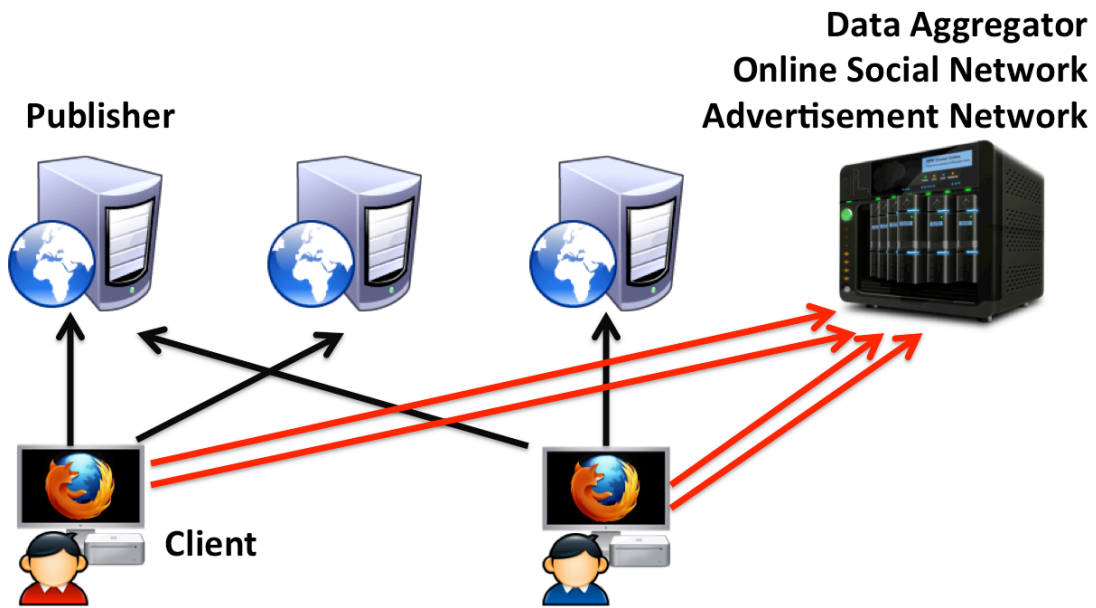 Data Aggregator
Online Social Network
Publisher
Advertisement Network
Client